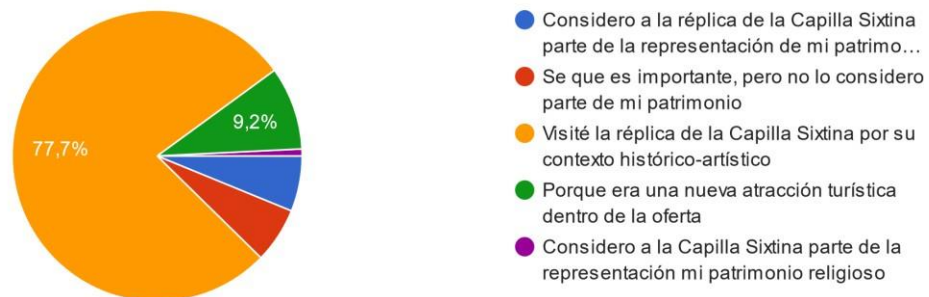 77,7%
9,2%
Considero a la réplica de la Capilla Sixtina
parte de la representación de mi patrimo…
Se que es importante, pero no lo considero
parte de mi patrimonio
Visité la réplica de la Capilla Sixtina por su
contexto histórico-artístico
Porque era una nueva atracción turística
dentro de la oferta
Considero a la Capilla Sixtina parte de la
representación mi patrimonio religioso